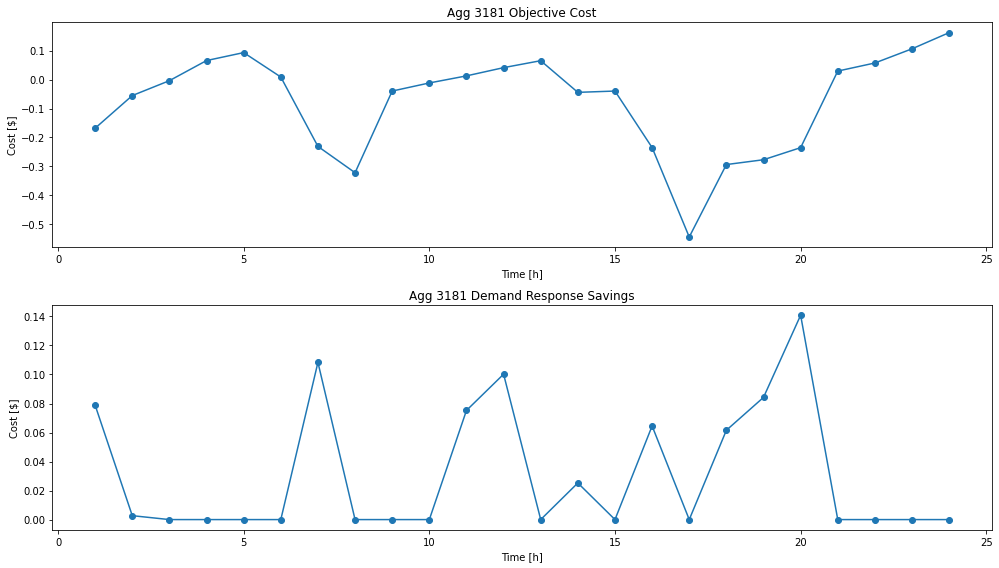 Agg 3181 Objective Cost
Cost [$]
0.1
0.0
−0.1
−0.2
−0.3
−0.4
−0.5
0 5 10 15 20 25
Time [h]
Agg 3181 Demand Response Savings
Cost [$]
0.14
0.12
0.10
0.08
0.06
0.04
0.02
0.00
0 5 10 15 20 25
Time [h]